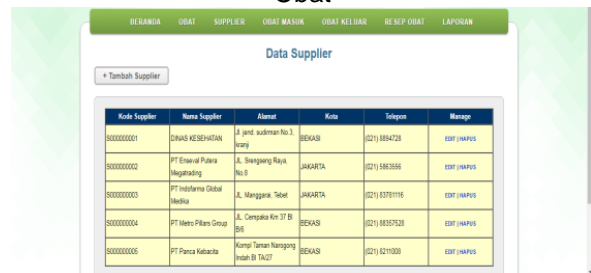 Obat
BERANDA OBAT SUPPLIER OBAT MASUK OBAT KELUAR RESEP OBAT LAPORAN
Data Supplier
+ Tambah Supplier
Kode Supplier Nama Supplier Alamat Kota Telepon Manage
S000000001 DINAS KESEHATAN Jl. jend. sudirman No.3, kranji BEKASI (021) 8894728 EDIT | HAPUS
S000000002 PT Enseval Putera Megatrading JL. Srengseng Raya, No.8 JAKARTA (021) 5863556 EDIT | HAPUS
S000000003 PT Indofarma Global Medika JL. Manggarai, Tebet JAKARTA (021) 83781116 EDIT | HAPUS
S000000004 PT Metro Pillars Group JL. Cempaka Km 37 Bl B/6 BEKASI (021) 88357528 EDIT | HAPUS
S000000005 PT Panca Kabacita Kompl Taman Narogong Indah Bl TA/27 BEKASI (021) 8211008 EDIT | HAPUS